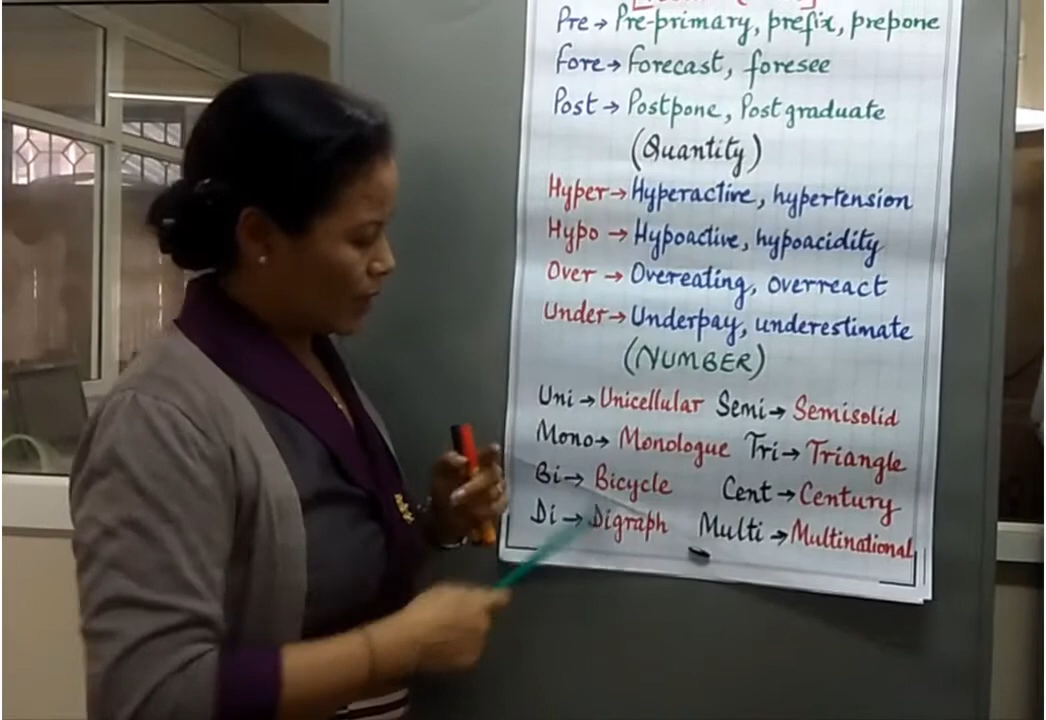 Pre → Pre-primary, prefix, prepone
Fore → Forecast, foresee
Post → Postpone, Postgraduate
(Quantity)
Hyper → Hyperactive, hypertension
Hypo → Hypoactive, hypoacidity
Over → Overeating, overreact
Under → Underpay, underestimate
(NUMBER)
Uni → Unicellular Semi → Semisolid
Mono → Monologue Tri → Triangle
Bi → Bicycle Cent → Century
Di → Digraph Multi → Multinational